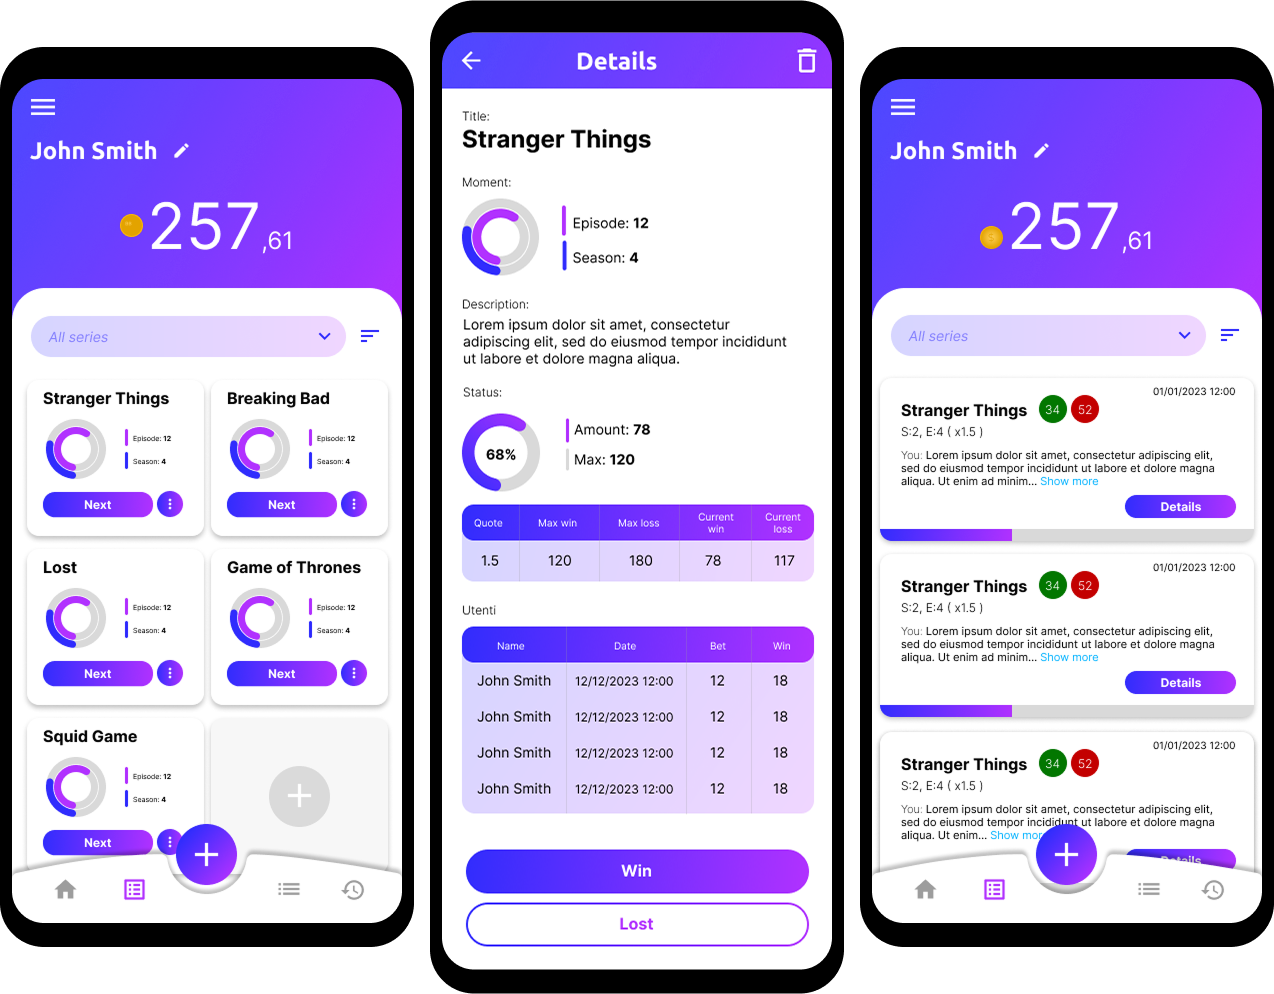 John Smith
257,61
All series
Stranger Things
Episode: 12
Season: 4
Next
Breaking Bad
Episode: 12
Season: 4
Next
Lost
Episode: 12
Season: 4
Next
Game of Thrones
Episode: 12
Season: 4
Next
Squid Game
Episode: 12
Season: 4
Next
Details
Title:
Stranger Things
Moment:
Episode: 12
Season: 4
Description:
Lorem ipsum dolor sit amet, consectetur
adipiscing elit, sed do eiusmod tempor incididunt
ut labore et dolore magna aliqua.
Status:
68%
Amount: 78
Max: 120
Quote Max win Max loss Current win Current loss
1.5 120 180 78 117
Utenti
Name Date Bet Win
John Smith 12/12/2023 12:00 12 18
John Smith 12/12/2023 12:00 12 18
John Smith 12/12/2023 12:00 12 18
John Smith 12/12/2023 12:00 12 18
Win
Lost
John Smith
257,61
All series
01/01/2023 12:00
Stranger Things 34 52
S:2, E:4 ( x1.5 )
You: Lorem ipsum dolor sit amet, consectetur adipiscing elit,
sed do eiusmod tempor incididunt ut labore et dolore magna
aliqua. Ut enim ad minim... Show more
Details
01/01/2023 12:00
Stranger Things 34 52
S:2, E:4 ( x1.5 )
You: Lorem ipsum dolor sit amet, consectetur adipiscing elit,
sed do eiusmod tempor incididunt ut labore et dolore magna
aliqua. Ut enim ad minim... Show more
Details
01/01/2023 12:00
Stranger Things 34 52
S:2, E:4 ( x1.5 )
You: Lorem ipsum dolor sit amet, consectetur adipiscing elit,
sed do eiusmod tempor incididunt ut labore et dolore magna
aliqua. Ut enim... Show more
Details